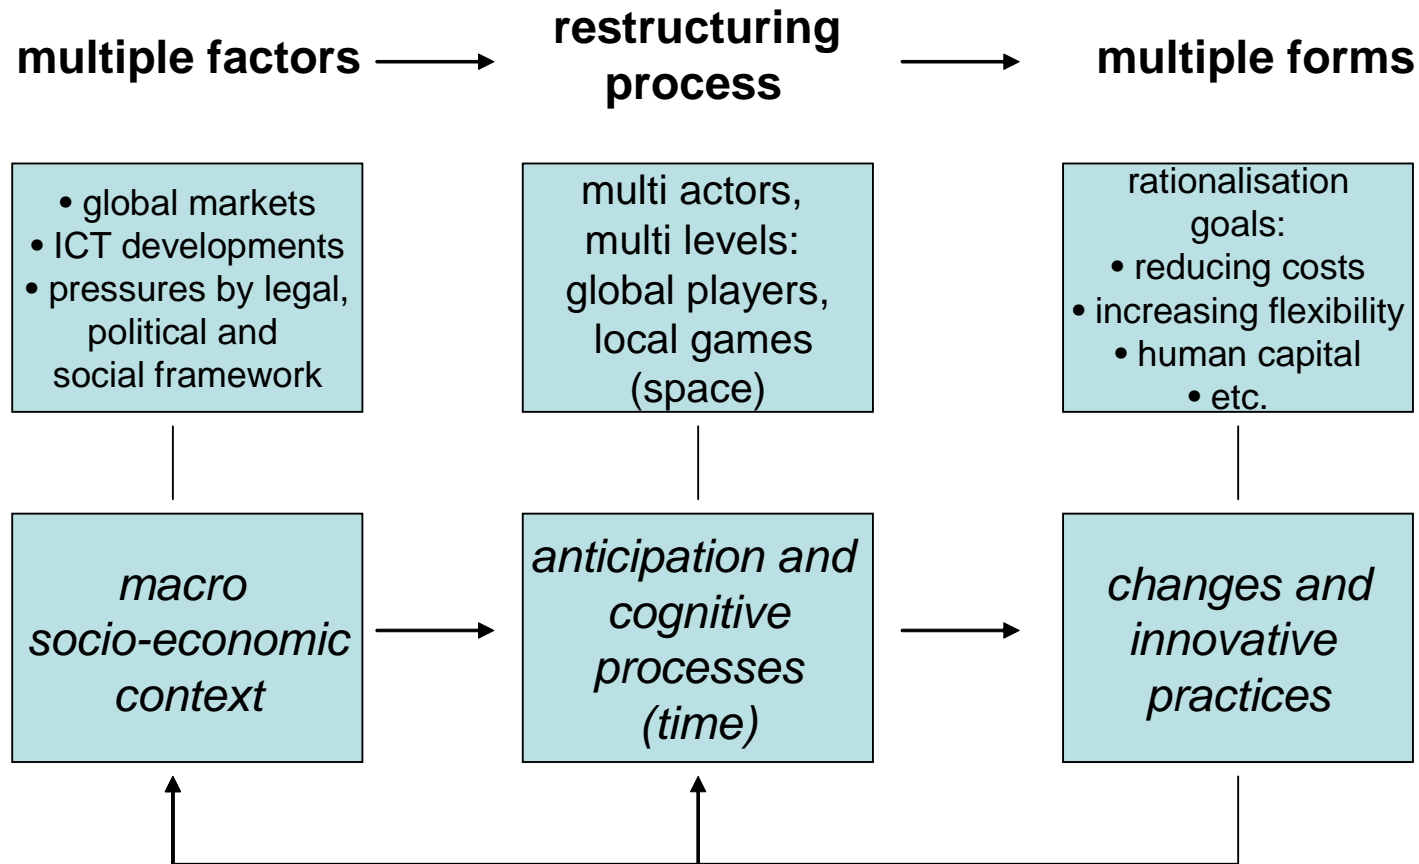 multiple factors
restructuring
process
multiple forms
• global markets
• ICT developments
• pressures by legal,
political and
social framework
multi actors,
multi levels:
global players,
local games
(space)
rationalisation
goals:
• reducing costs
• increasing flexibility
• human capital
• etc.
macro
socio-economic
context
anticipation and
cognitive
processes
(time)
changes and
innovative
practices